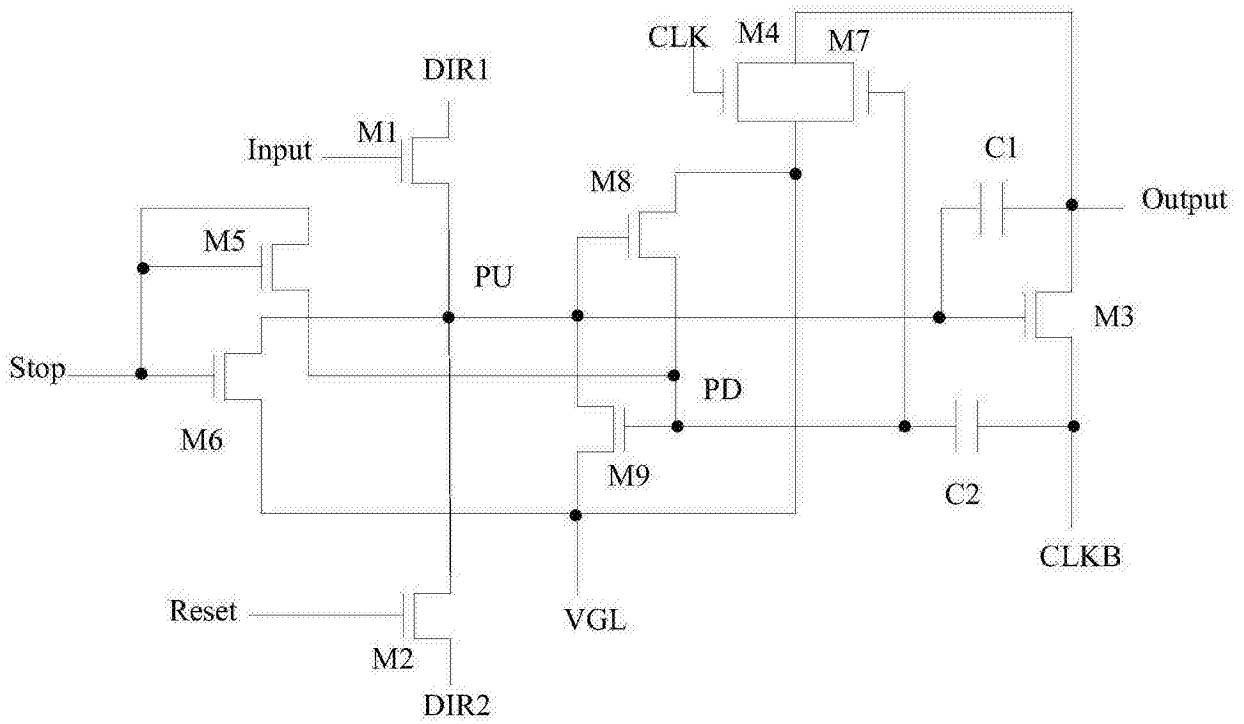 CLK
M4
M7
DIR1
M1
Input
C1
M8
Output
M5
PU
M3
Stop
PD
M6
M9
C2
CLKB
Reset
VGL
M2
DIR2